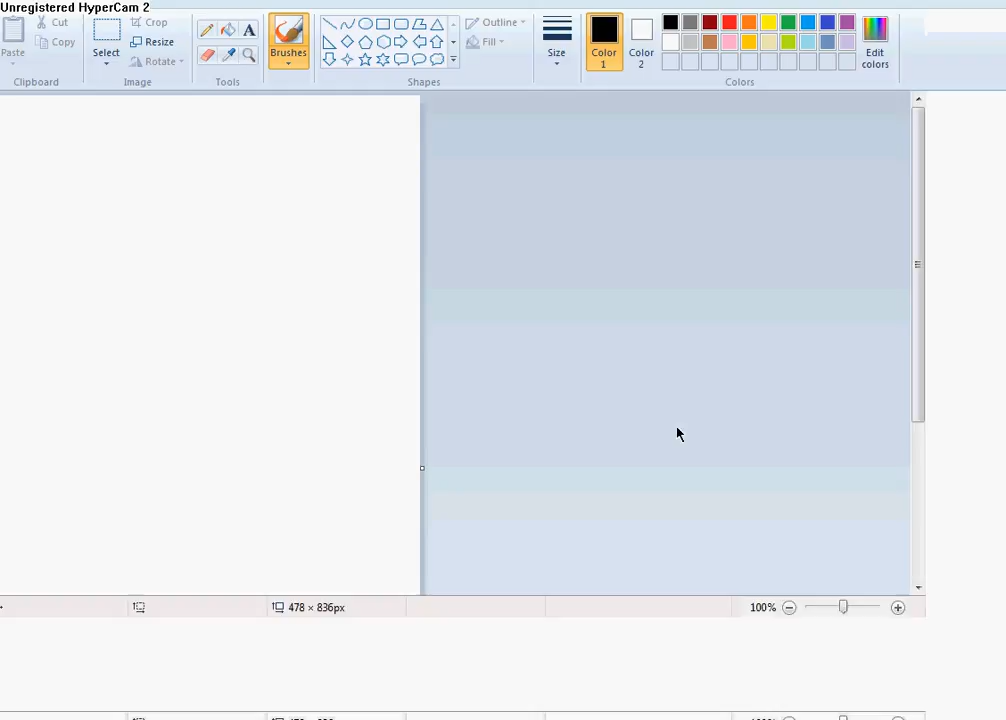 Unregistered HyperCam 2
Paste
Cut
Copy
Clipboard
Select
Crop
Resize
Rotate
Image
A
Tools
Brushes
Shapes
Outline
Fill
Size
Color 1
Color 2
Edit colors
Colors
478 × 836px
100%